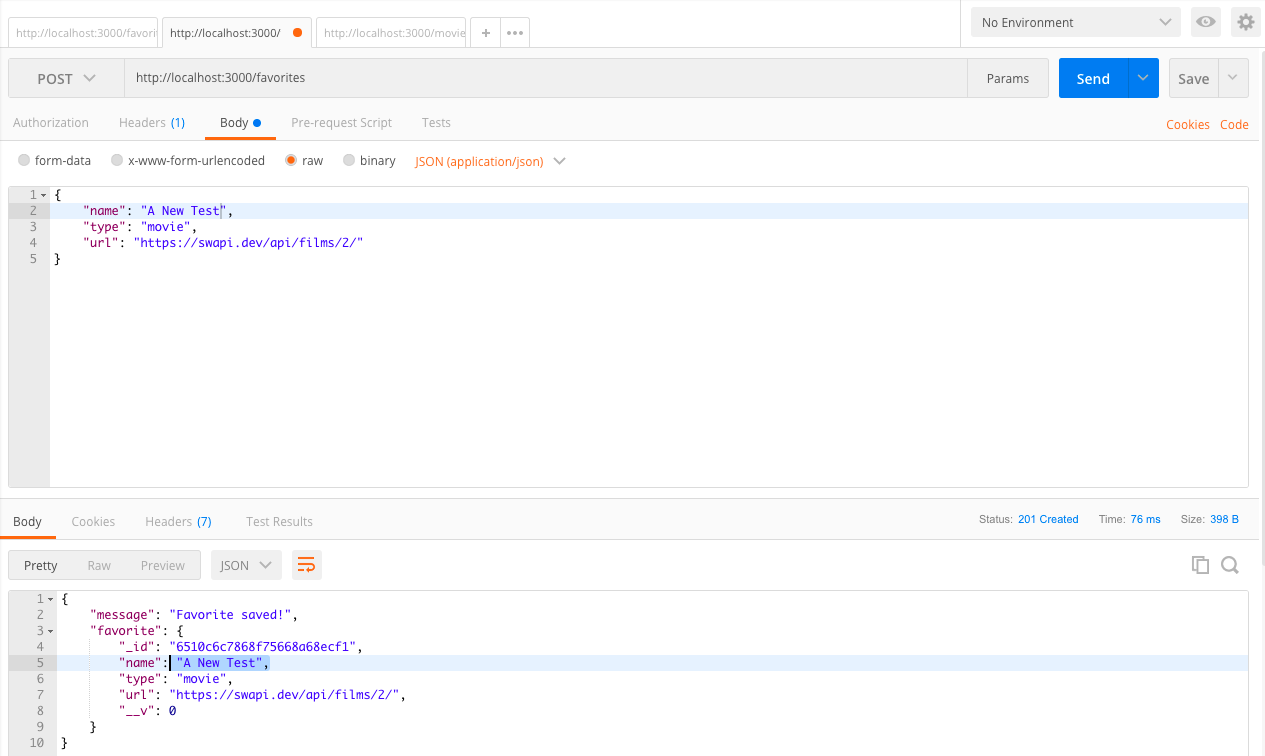 http://localhost:3000/favori
http://localhost:3000/
http://localhost:3000/movie
+
•••
No Environment
POST
http://localhost:3000/favorites
Params
Send
Save
Authorization
Headers (1)
Body
Pre-request Script
Tests
Cookies
Code
form-data
x-www-form-urlencoded
raw
binary
JSON (application/json)
1 {
2 "name": "A New Test",
3 "type": "movie",
4 "url": "https://swapi.dev/api/films/2/"
5 }
Body
Cookies
Headers (7)
Test Results
Status: 201 Created
Time: 76 ms
Size: 398 B
Pretty
Raw
Preview
JSON
1 {
2 "message": "Favorite saved!",
3 "favorite": {
4 "_id": "6510c6c7868f75668a68ecf1",
5 "name": "A New Test",
6 "type": "movie",
7 "url": "https://swapi.dev/api/films/2/",
8 "__v": 0
9 }
10 }